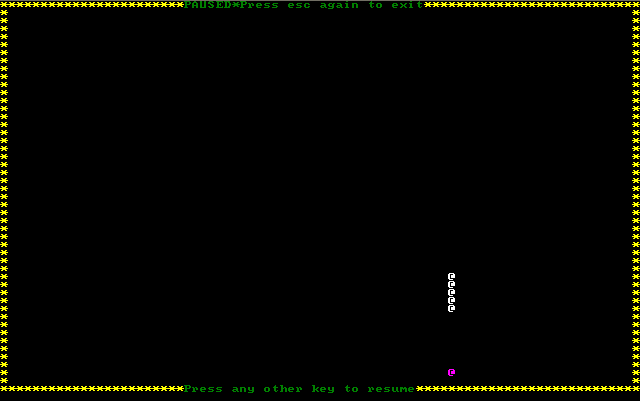 PAUSED*Press esc again to exit
Press any other key to resume